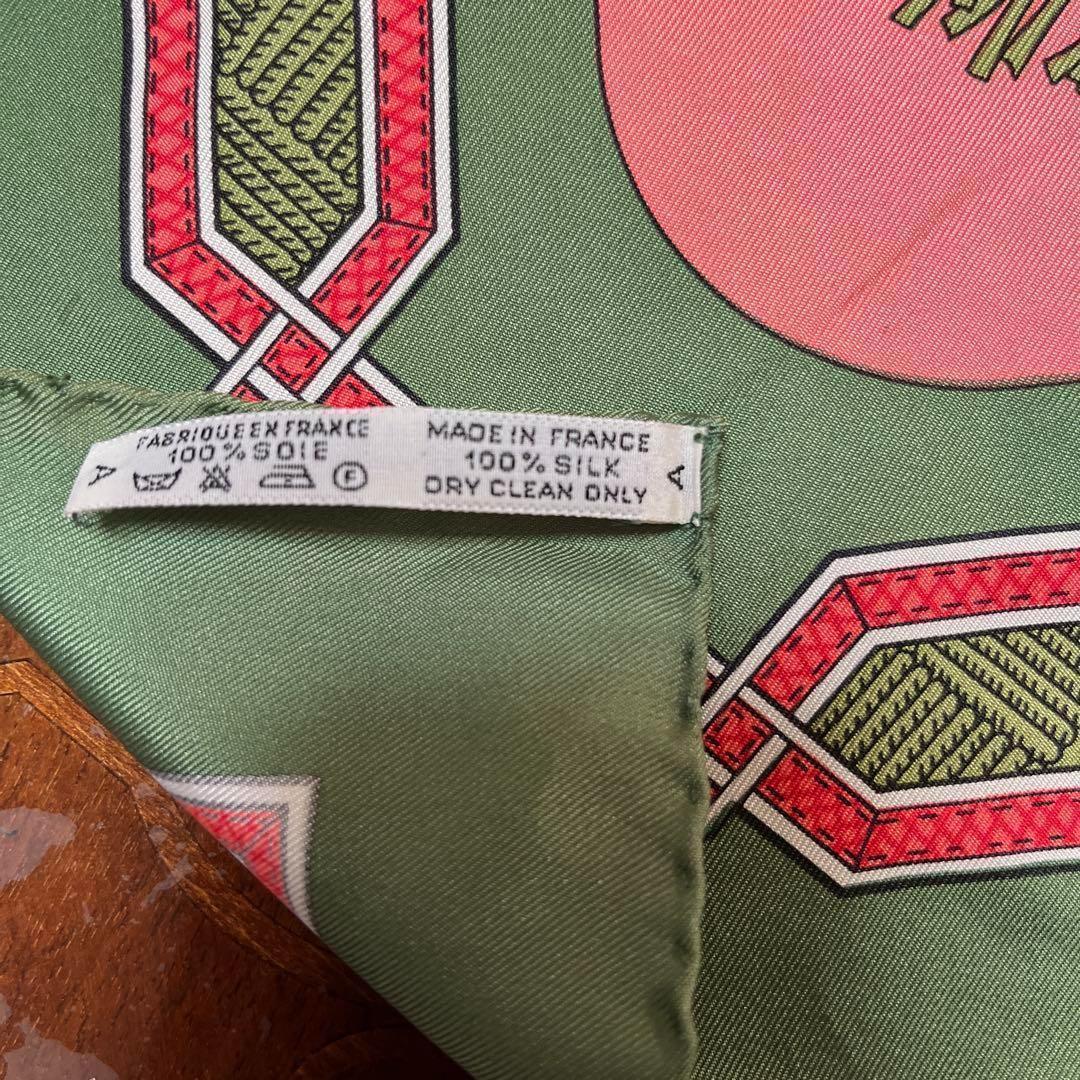 FABRIQUE EN FRANCE
100% SOIE
A
E
MADE IN FRANCE
100% SILK
DRY CLEAN ONLY
A